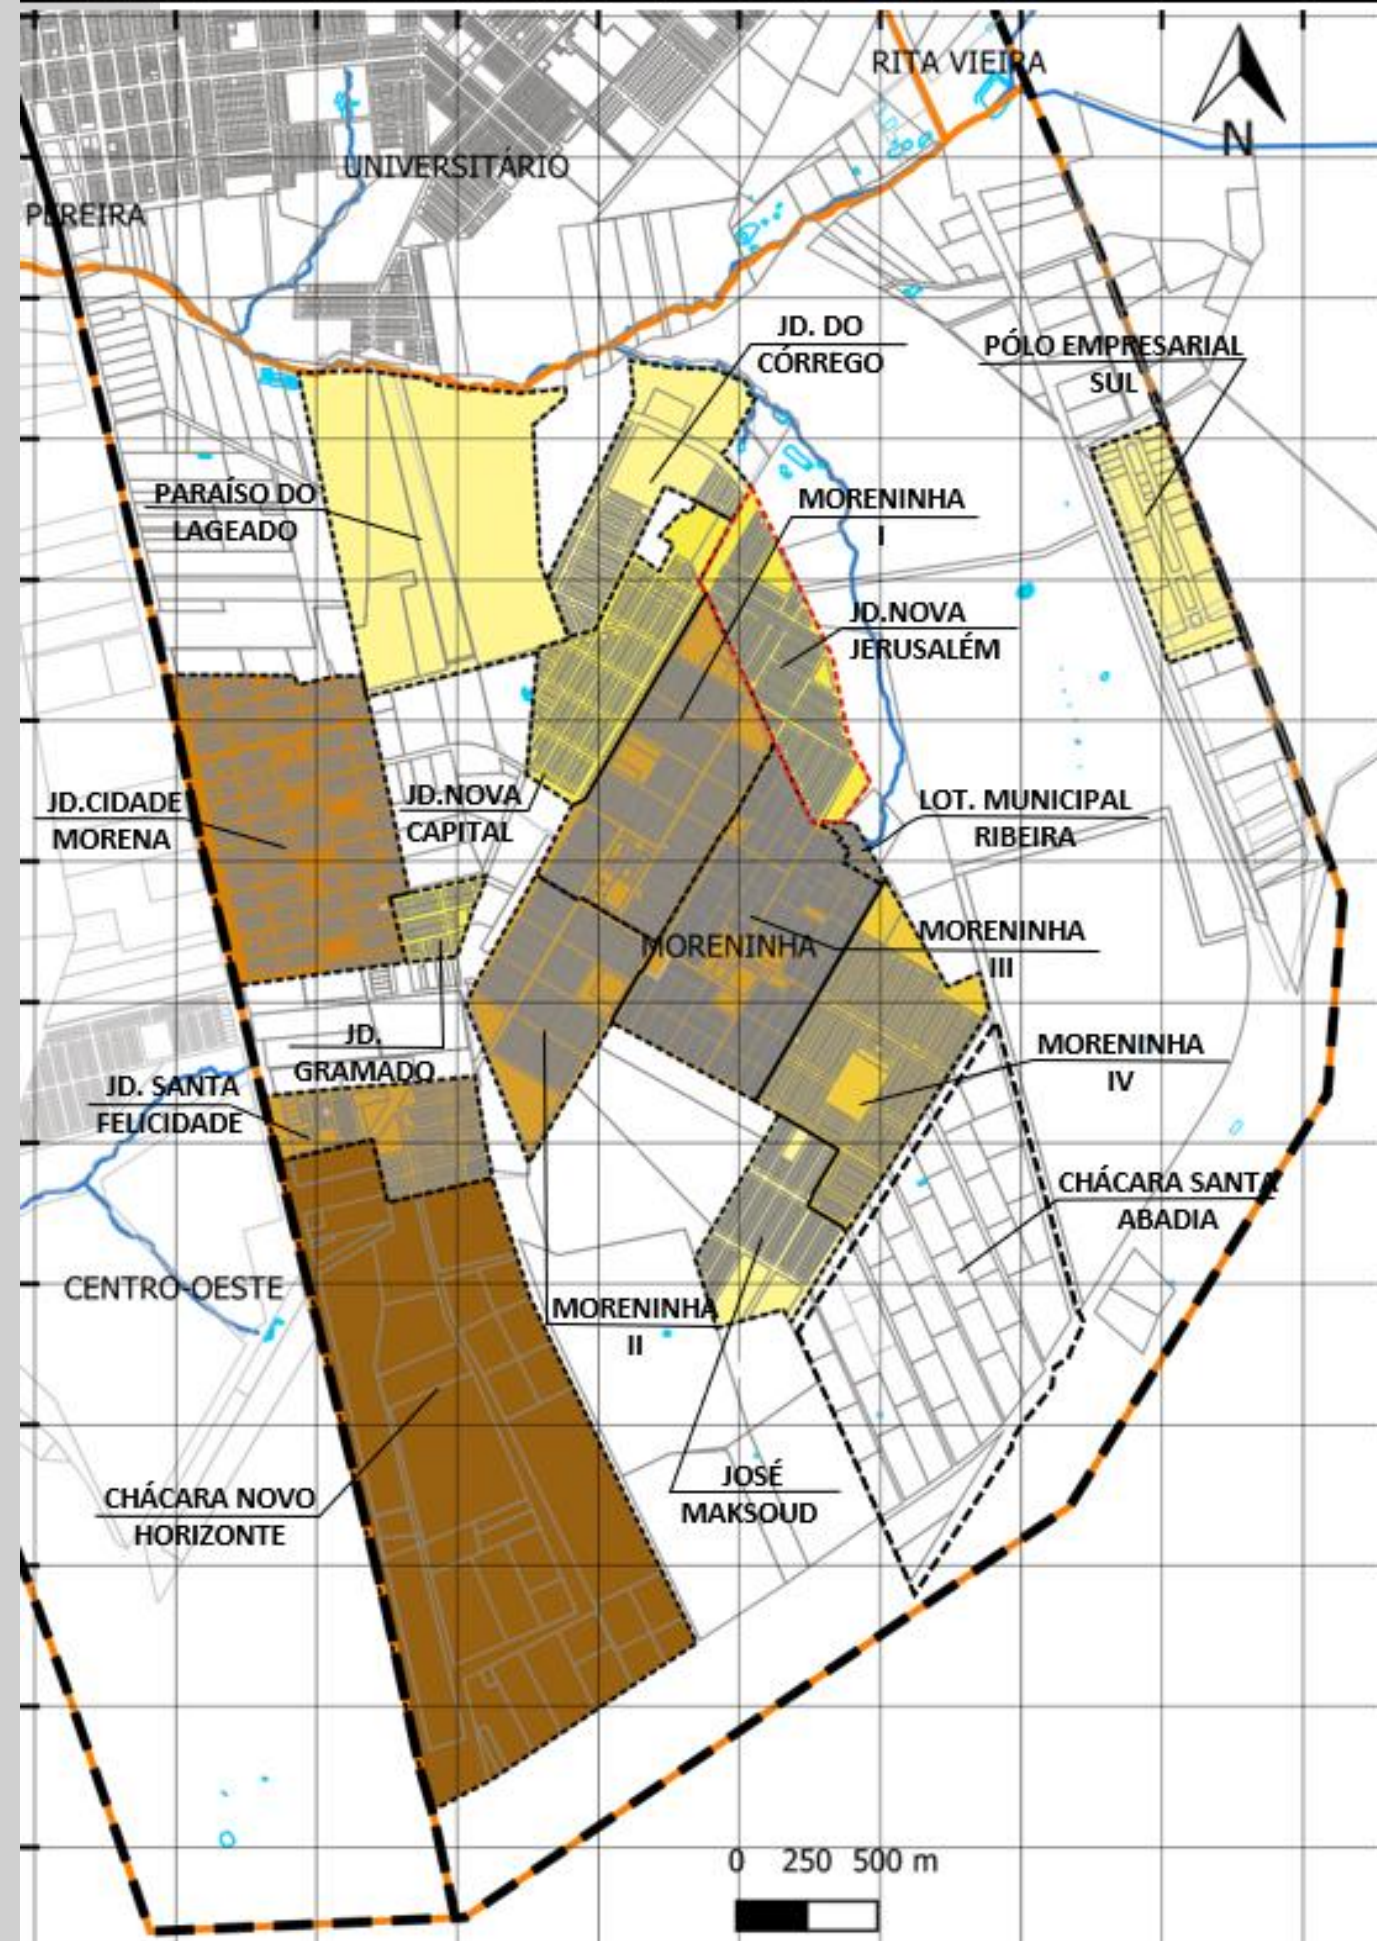 RITA VIEIRA
N
UNIVERSITÁRIO
PEREIRA
JD. DO
CÓRREGO
PÓLO EMPRESARIAL
SUL
PARAÍSO DO
LAGEADO
MORENINHA
I
JD.NOVA
JERUSALÉM
JD.CIDADE
MORENA
JD.NOVA
CAPITAL
LOT. MUNICIPAL
RIBEIRA
MORENINHA
MORENINHA
III
JD.
GRAMADO
MORENINHA
IV
JD. SANTA
FELICIDADE
CHÁCARA SANTA
ABADIA
CENTRO-OESTE
MORENINHA
II
CHÁCARA NOVO
HORIZONTE
JOSÉ
MAKSOUD
0 250 500 m